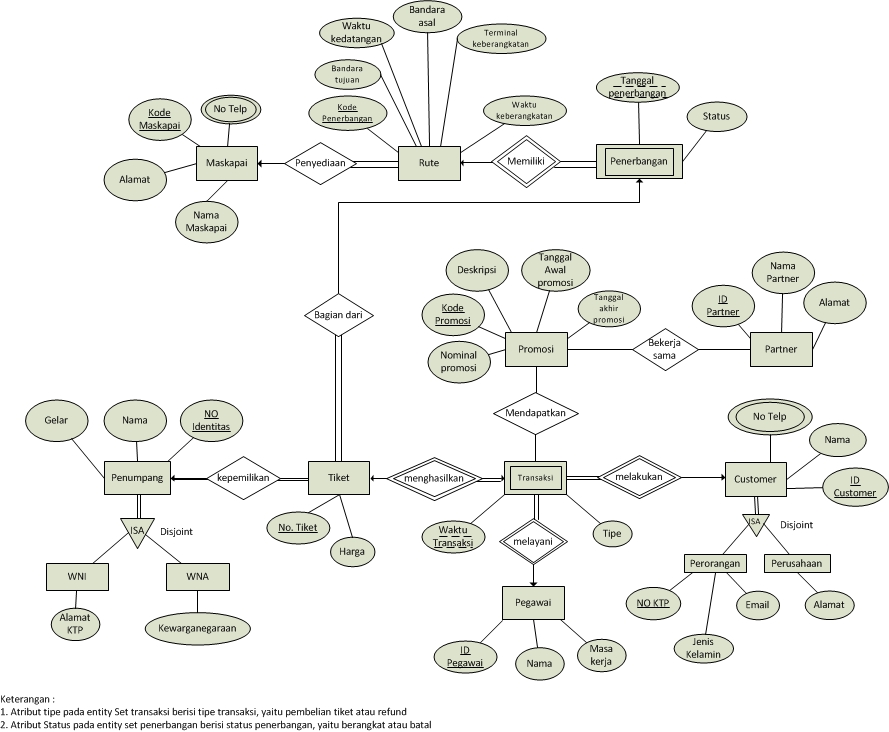 Waktu
kedatangan
Bandara
asal
Terminal
keberangkatan
Bandara
tujuan
Kode
Penerbangan
Waktu
keberangkatan
Tanggal
penerbangan
Status
Kode
Maskapai
No Telp
Alamat
Nama
Maskapai
Maskapai
Penyediaan
Rute
Memiliki
Penerbangan
Bagian dari
Deskripsi
Tanggal
Awal
promosi
Kode
Promosi
Tanggal
akhir
promosi
Nominal
promosi
Promosi
Bekerja
sama
ID
Partner
Nama
Partner
Alamat
Partner
Mendapatkan
Gelar
Nama
NO
Identitas
Penumpang
kepemilikan
Tiket
menghasilkan
Transaksi
melakukan
Customer
No Telp
Nama
ID
Customer
No. Tiket
Harga
Waktu
Transaksi
Tipe
melayani
ISA
Disjoint
WNI
WNA
Alamat
KTP
Kewarganegaraan
ISA
Disjoint
Perorangan
Perusahaan
NO KTP
Email
Alamat
Jenis
Kelamin
Pegawai
ID
Pegawai
Nama
Masa
kerja
Keterangan :
1. Atribut tipe pada entity Set transaksi berisi tipe transaksi, yaitu pembelian tiket atau refund
2. Atribut Status pada entity set penerbangan berisi status penerbangan, yaitu berangkat atau batal